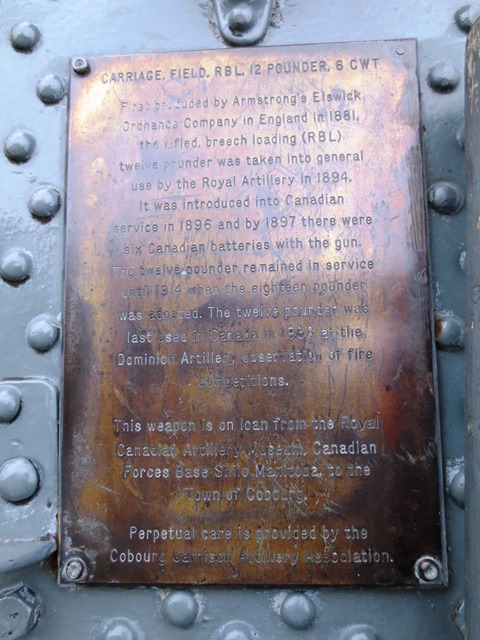 CARRIAGE, FIELD, RBL, 12 POUNDER, 6 CWT
First produced by Armstrong's Elswick
Ordnance Company in England in 1881,
the rifled, breech loading (RBL)
twelve pounder was taken into general
use by the Royal Artillery in 1894.
It was introduced into Canadian
service in 1896 and by 1897 there were
six Canadian batteries with the gun.
The twelve pounder remained in service
until 1914 when the eighteen pounder
was adopted. The twelve pounder was
last used in Canada in at the
Dominion Artillery observation of fire
competitions.
This weapon is on loan from the Royal
Canadian Artillery Museum, Canadian
Forces Base Shilo Manitoba, to the
Town of Cobourg.
Perpetual care is provided by the
Cobourg Garrison Artillery Association.